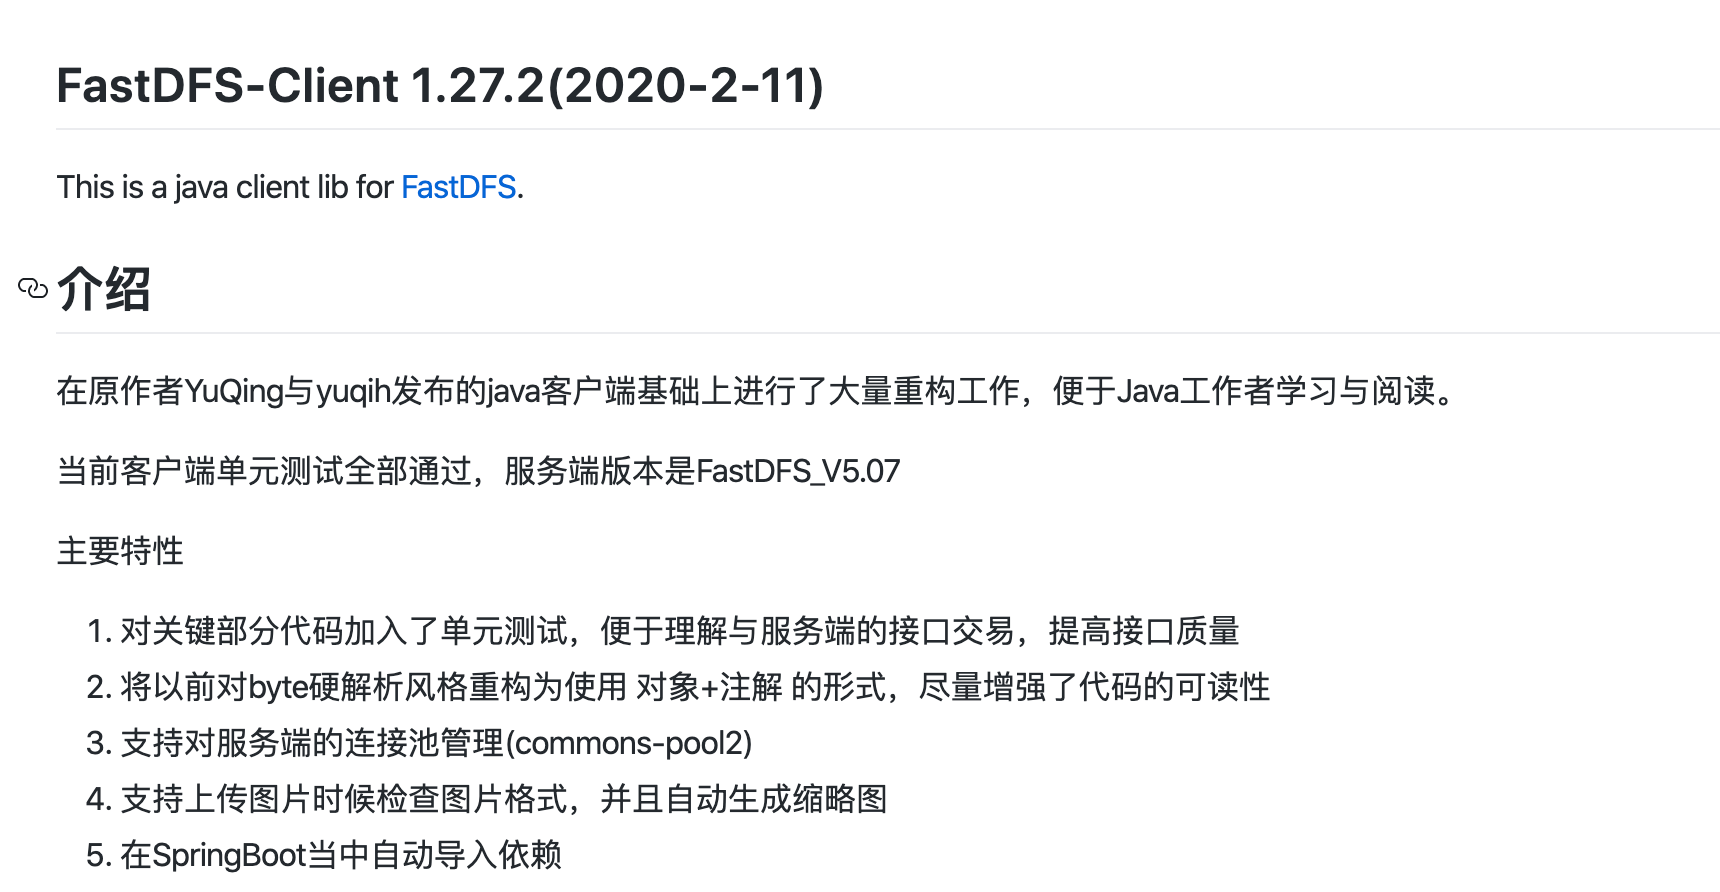 FastDFS-Client 1.27.2(2020-2-11)
This is a java client lib for FastDFS.
介绍
在原作者YuQing与yuqih发布的java客户端基础上进行了大量重构工作，便于Java工作者学习与阅读。
当前客户端单元测试全部通过，服务端版本是FastDFS_V5.07
主要特性
1. 对关键部分代码加入了单元测试，便于理解与服务端的接口交易，提高接口质量
2. 将以前对byte硬解析风格重构为使用 对象+注解 的形式，尽量增强了代码的可读性
3. 支持对服务端的连接池管理(commons-pool2)
4. 支持上传图片时候检查图片格式，并且自动生成缩略图
5. 在SpringBoot当中自动导入依赖